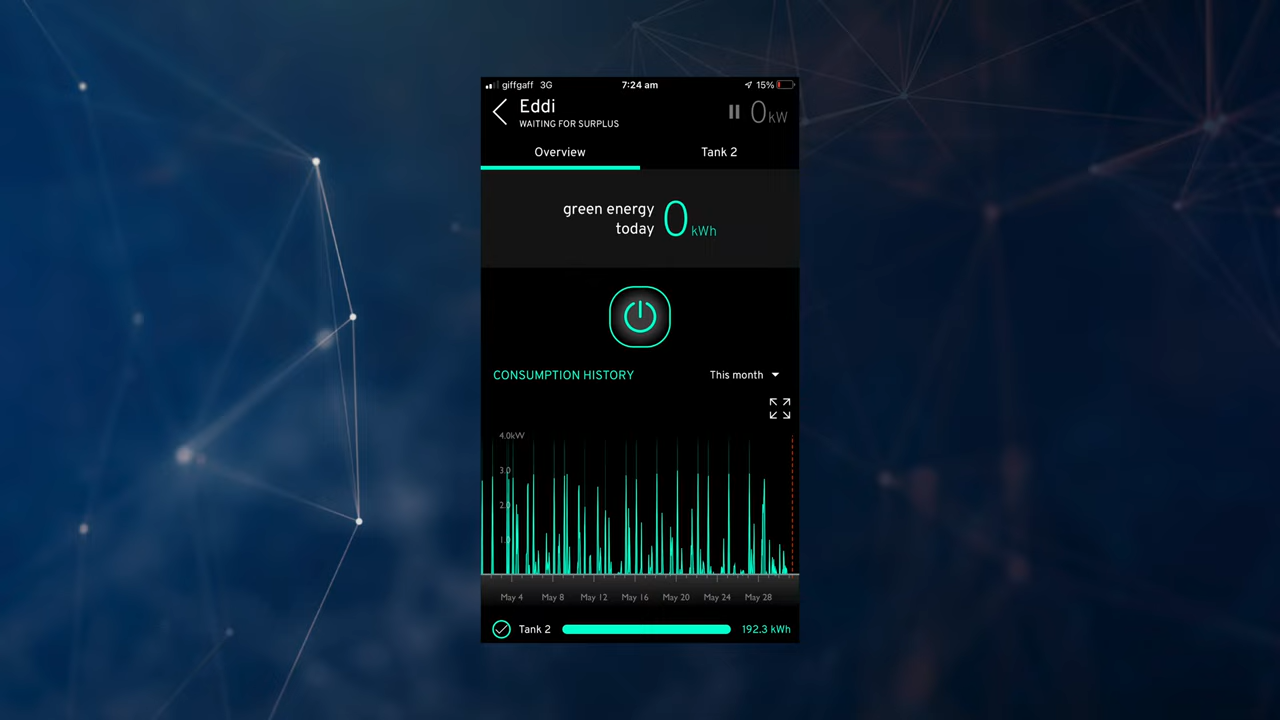 giffgaff 3G 7:24 am 15%
Eddi
WAITING FOR SURPLUS
0kW
Overview Tank 2
green energy
today
0 kWh
CONSUMPTION HISTORY This month
4.0kW
3.0
2.0
1.0
May 4 May 8 May 12 May 16 May 20 May 24 May 28
Tank 2 192.3 kWh